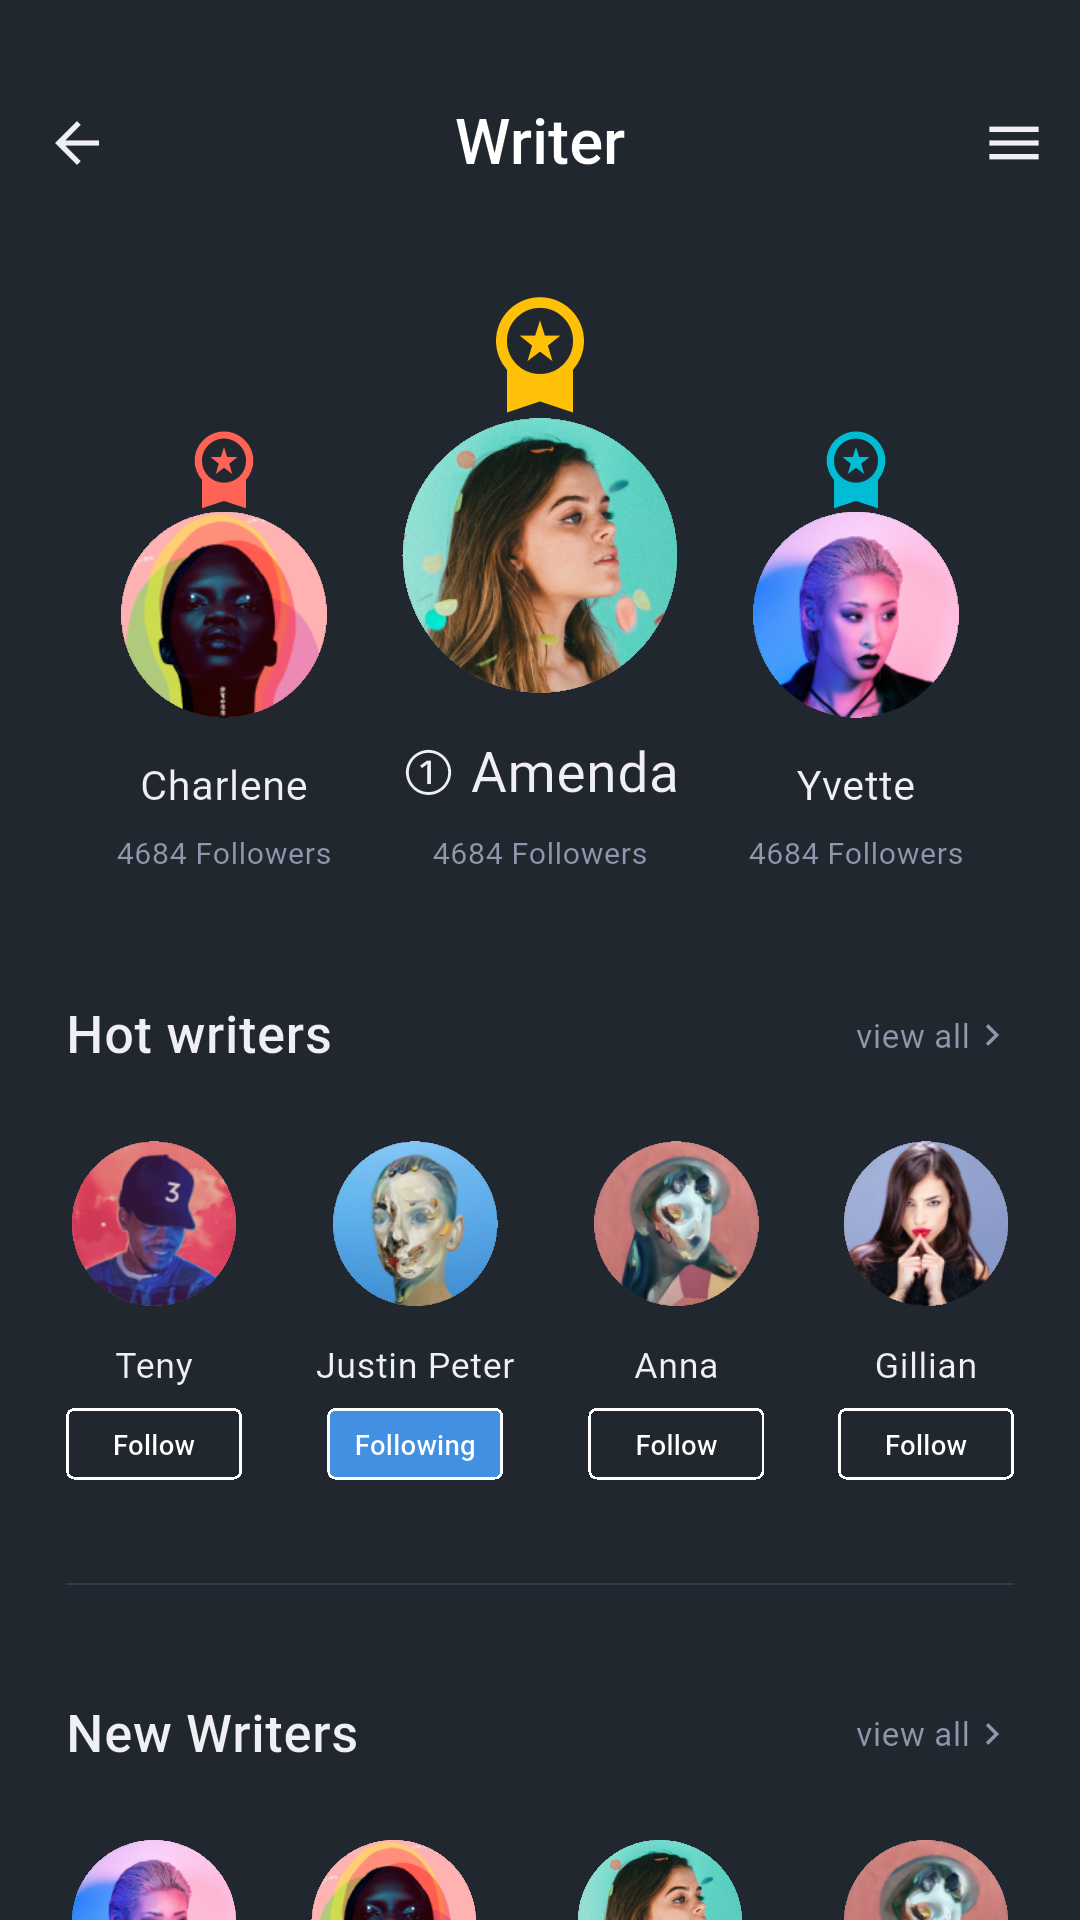 Writer
Charlene
① Amenda
Yvette
4684 Followers
4684 Followers
4684 Followers
Hot writers
view all
3
Teny
Justin Peter
Anna
Gillian
Follow
Following
Follow
Follow
New Writers
view all